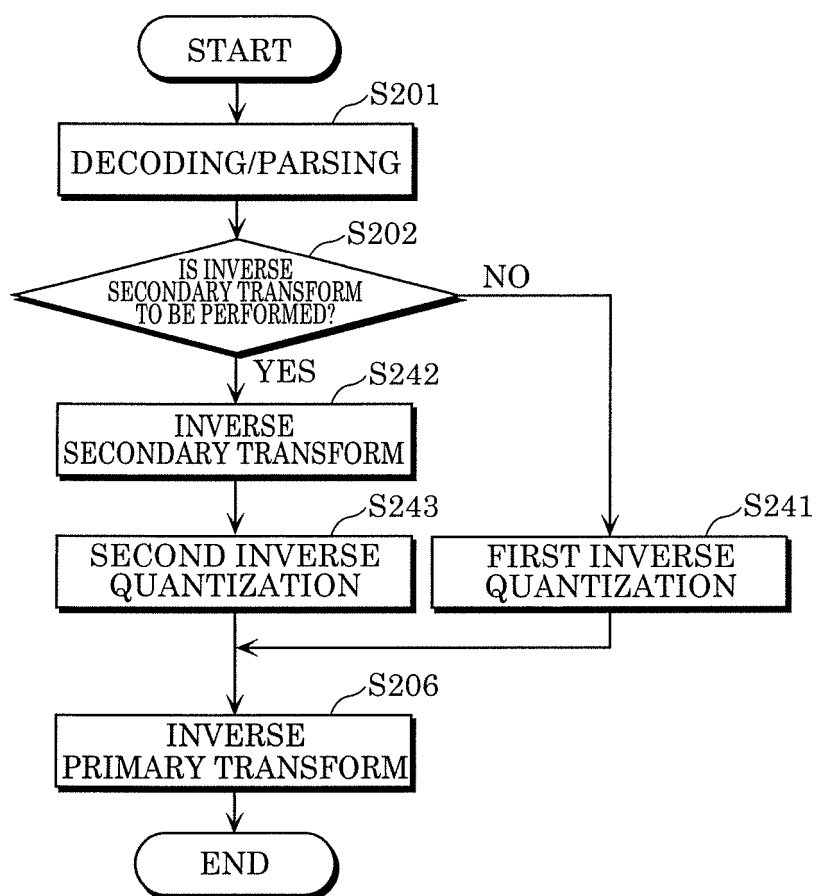 START
S201
DECODING/PARSING
S202
IS INVERSE
SECONDARY TRANSFORM
TO BE PERFORMED?
NO
YES
S242
INVERSE
SECONDARY TRANSFORM
S243
SECOND INVERSE
QUANTIZATION
S241
FIRST INVERSE
QUANTIZATION
S206
INVERSE
PRIMARY TRANSFORM
END